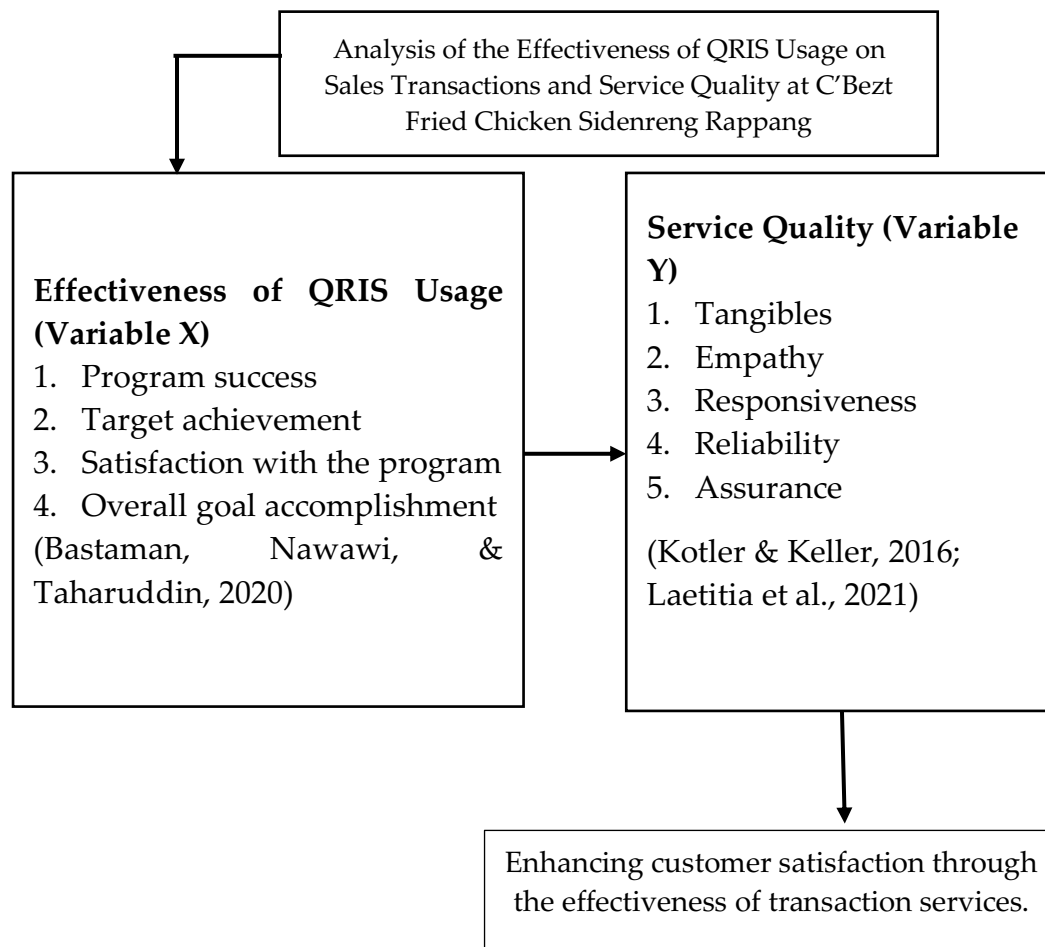 Analysis of the Effectiveness of QRIS Usage on
Sales Transactions and Service Quality at C’Bezt
Fried Chicken Sidenreng Rappang
Effectiveness of QRIS Usage
(Variable X)
1. Program success
2. Target achievement
3. Satisfaction with the program
4. Overall goal accomplishment
(Bastaman, Nawawi, &
Taharuddin, 2020)
Service Quality (Variable
Y)
1. Tangibles
2. Empathy
3. Responsiveness
4. Reliability
5. Assurance
(Kotler & Keller, 2016;
Laetitia et al., 2021)
Enhancing customer satisfaction through
the effectiveness of transaction services.